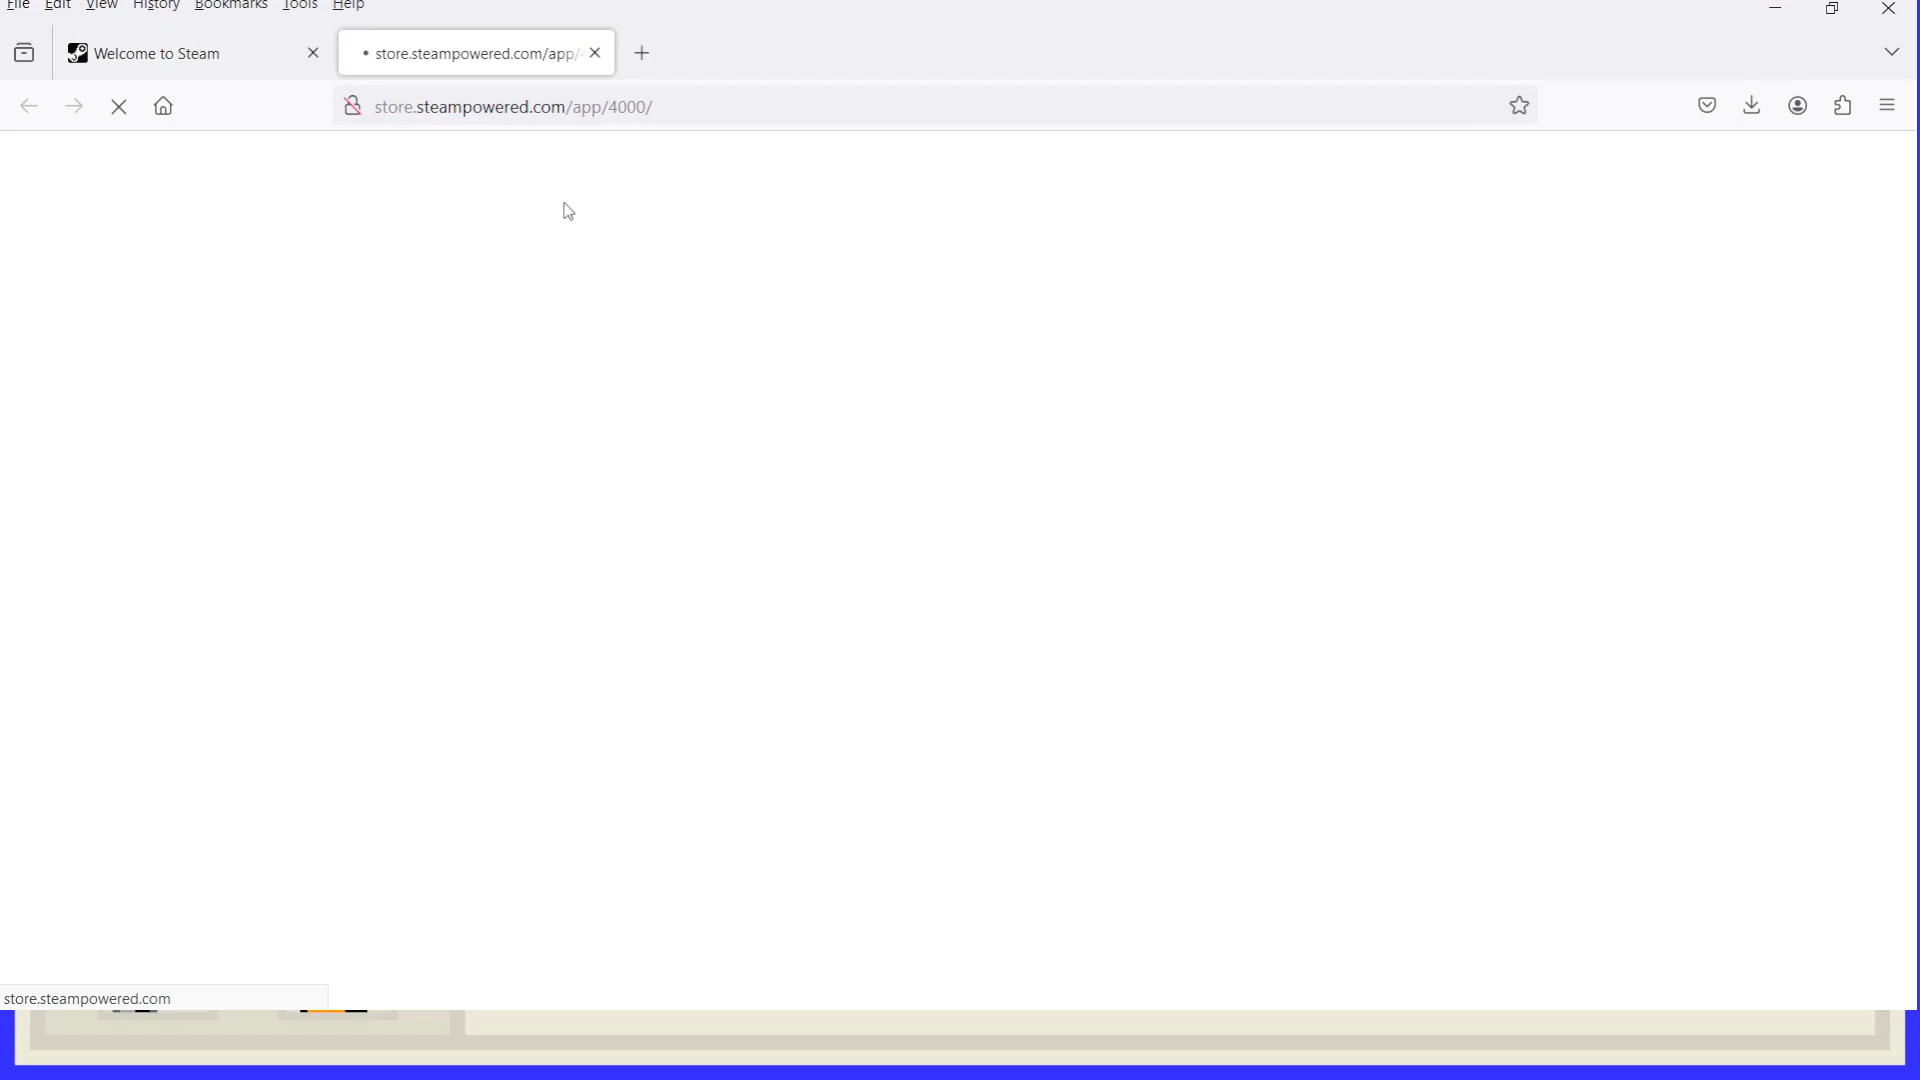 File Edit View History Bookmarks Tools Help
Welcome to Steam
store.steampowered.com/app/
store.steampowered.com/app/4000/
store.steampowered.com